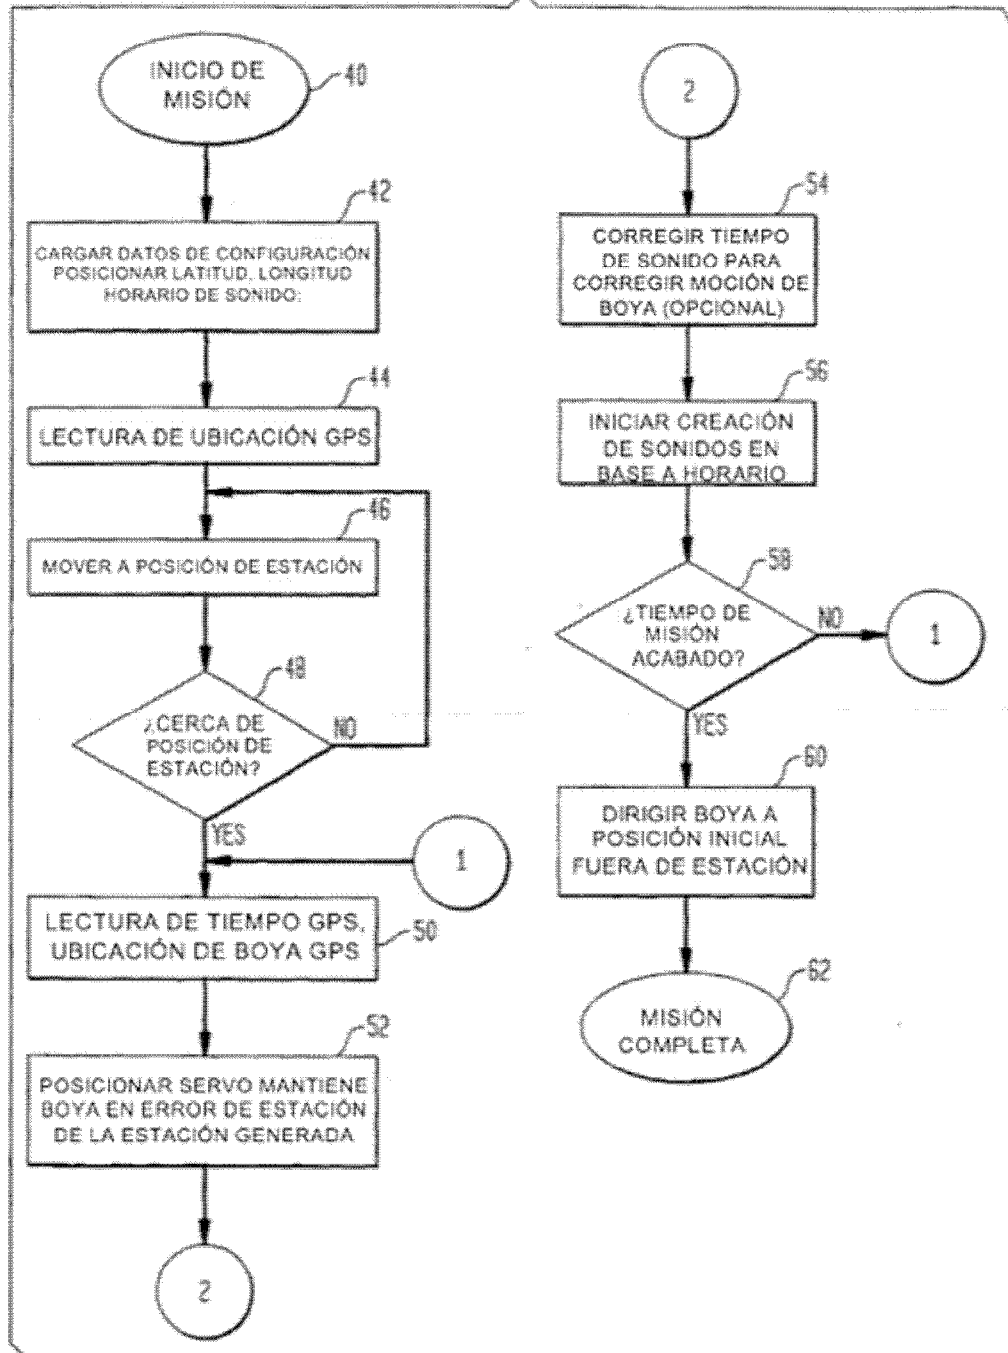 INICIO DE
MISIÓN
40
42
CARGAR DATOS DE CONFIGURACIÓN
POSICIONAR LATITUD, LONGITUD
HORARIO DE SONIDO;
44
LECTURA DE UBICACIÓN GPS
46
MOVER A POSICIÓN DE ESTACIÓN
48
¿CERCA DE
POSICIÓN DE
ESTACIÓN?
NO
YES
1
LECTURA DE TIEMPO GPS,
UBICACIÓN DE BOYA GPS
50
52
POSICIONAR SERVO MANTIENE
BOYA EN ERROR DE ESTACIÓN
DE LA ESTACIÓN GENERADA
2
2
54
CORREGIR TIEMPO
DE SONIDO PARA
CORREGIR MOCIÓN DE
BOYA (OPCIONAL)
56
INICIAR CREACIÓN
DE SONIDOS EN
BASE A HORARIO
58
¿TIEMPO DE
MISIÓN
ACABADO?
NO
1
YES
60
DIRIGIR BOYA A
POSICIÓN INICIAL
FUERA DE ESTACIÓN
62
MISIÓN
COMPLETA